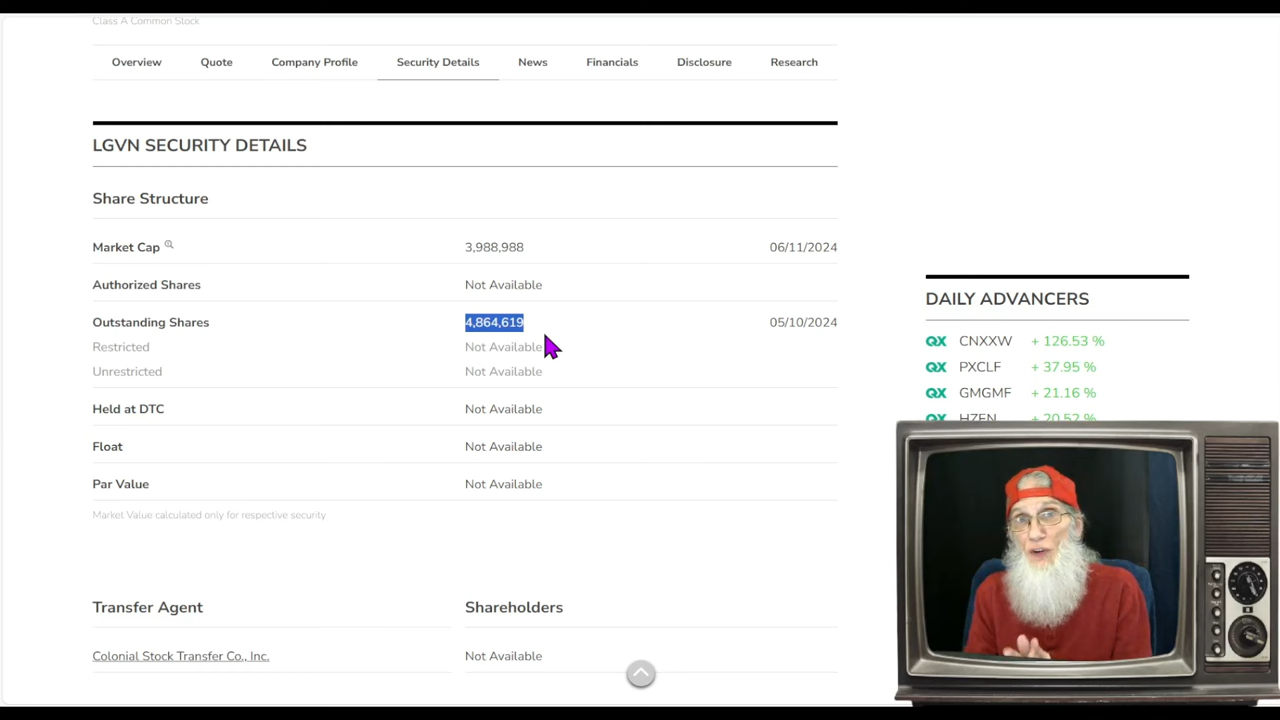 Class A Common Stock
Overview Quote Company Profile Security Details News Financials Disclosure Research
LGVN SECURITY DETAILS
Share Structure
Market Cap 3,988,988 06/11/2024
Authorized Shares Not Available
Outstanding Shares 4,864,619 05/10/2024
Restricted Not Available
Unrestricted Not Available
Held at DTC Not Available
Float Not Available
Par Value Not Available
Market Value calculated only for respective security
Transfer Agent Shareholders
Colonial Stock Transfer Co., Inc. Not Available
DAILY ADVANCERS
QX CNXXW + 126.53 %
QX PXCLF + 37.95 %
QX GMGMF + 21.16 %
QX HZEN + 20.52 %